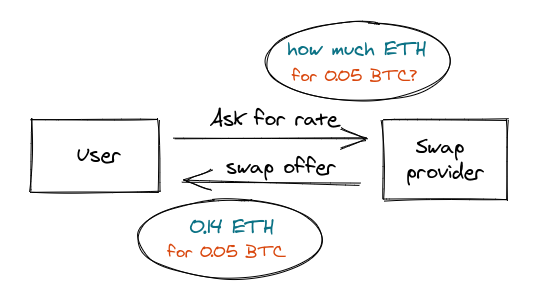 how much ETH
for 0.05 BTC?
Ask for rate
User
Swap
provider
swap offer
0.14 ETH
for 0.05 BTC